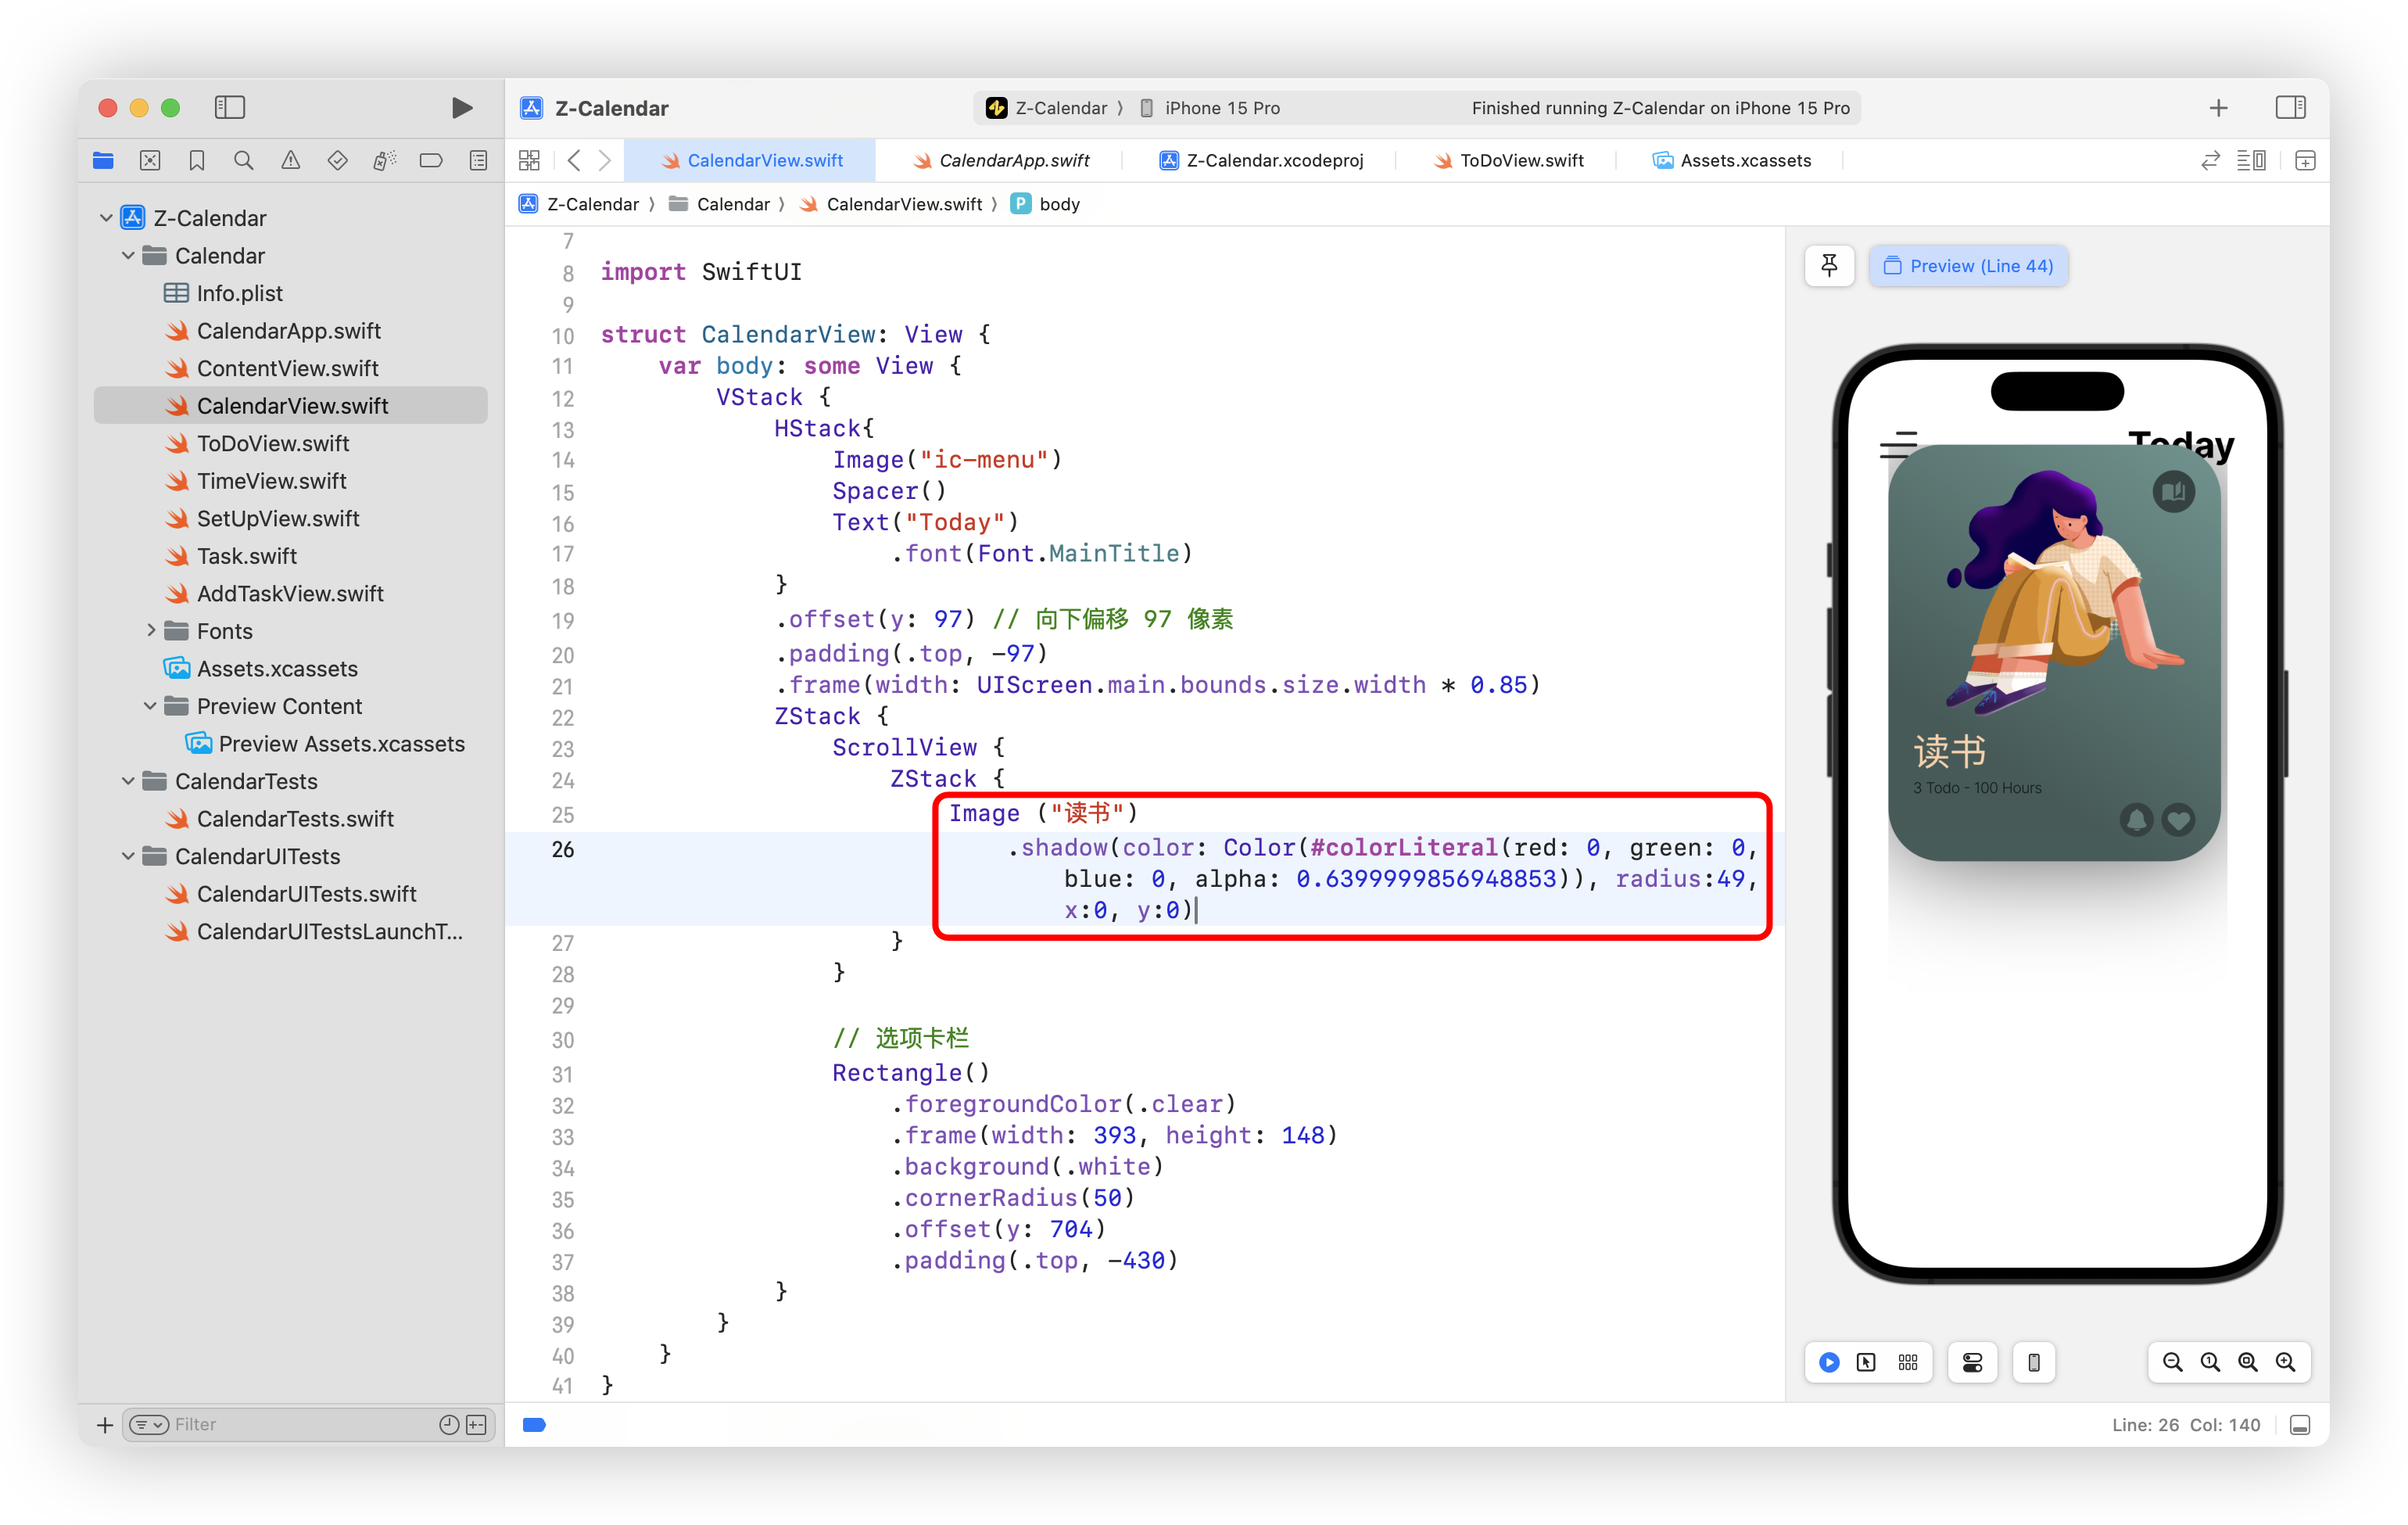 Z-Calendar
Z-Calendar
iPhone 15 Pro
Finished running Z-Calendar on iPhone 15 Pro
CalendarView.swift
CalendarApp.swift
Z-Calendar.xcodeproj
ToDoView.swift
Assets.xcassets
Z-Calendar
Calendar
CalendarView.swift
P
body
Z-Calendar
Calendar
Info.plist
CalendarApp.swift
ContentView.swift
CalendarView.swift
ToDoView.swift
TimeView.swift
SetUpView.swift
Task.swift
AddTaskView.swift
Fonts
Assets.xcassets
Preview Content
Preview Assets.xcassets
CalendarTests
CalendarTests.swift
CalendarUITests
CalendarUITests.swift
CalendarUITestsLaunchT...
Filter
7
8 import SwiftUI
9
10 struct CalendarView: View {
11 var body: some View {
12 VStack {
13 HStack{
14 Image("ic-menu")
15 Spacer()
16 Text("Today")
17 .font(Font.MainTitle)
18 }
19 .offset(y: 97) // 向下偏移 97 像素
20 .padding(.top, -97)
21 .frame(width: UIScreen.main.bounds.size.width * 0.85)
22 ZStack {
23 ScrollView {
24 ZStack {
25 Image ("读书")
26 .shadow(color: Color(#colorLiteral(red: 0, green: 0,
blue: 0, alpha: 0.6399999856948853)), radius:49,
x:0, y:0)
27 }
28 }
29
30 // 选项卡栏
31 Rectangle()
32 .foregroundColor(.clear)
33 .frame(width: 393, height: 148)
34 .background(.white)
35 .cornerRadius(50)
36 .offset(y: 704)
37 .padding(.top, -430)
38 }
39 }
40 }
41 }
Preview (Line 44)
Today
读书
3 Todo - 100 Hours
Line: 26 Col: 140